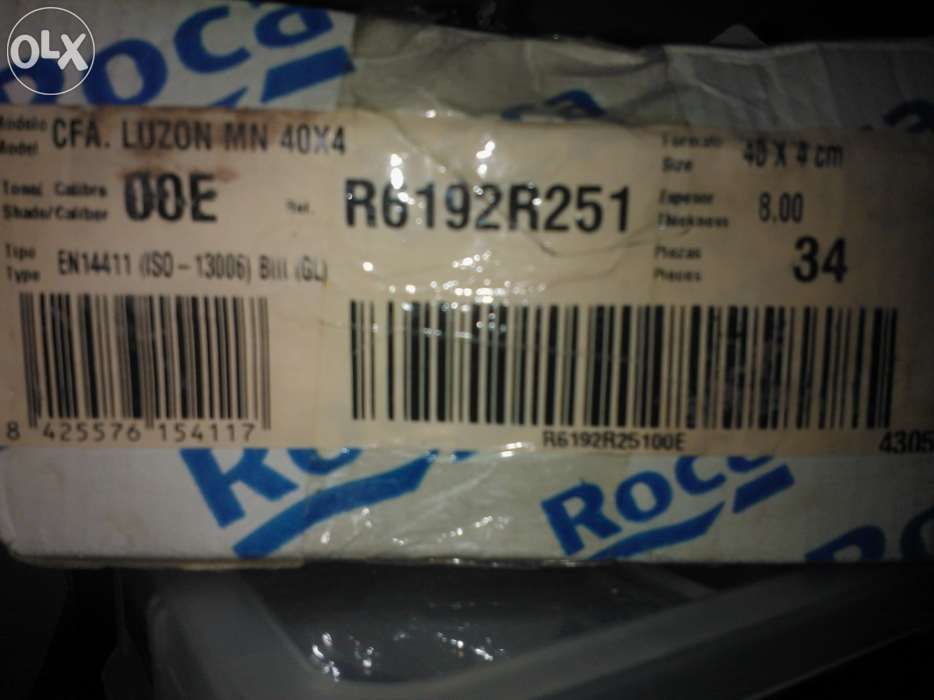 OLX
Roca
Modelo
Model CFA. LUZON MN 40X4
Formato
Size 40 X 4 cm
Tono/ Calibre
Shade/Caliber 00E
Ref. R6192R251
Espesor
Thickness 8.00
Tipo
Type EN14411 (ISO-13006) BIII (GL)
Piezas
Pieces 34
8 425576 154117
R6192R25100E
4305
Roca
Roca